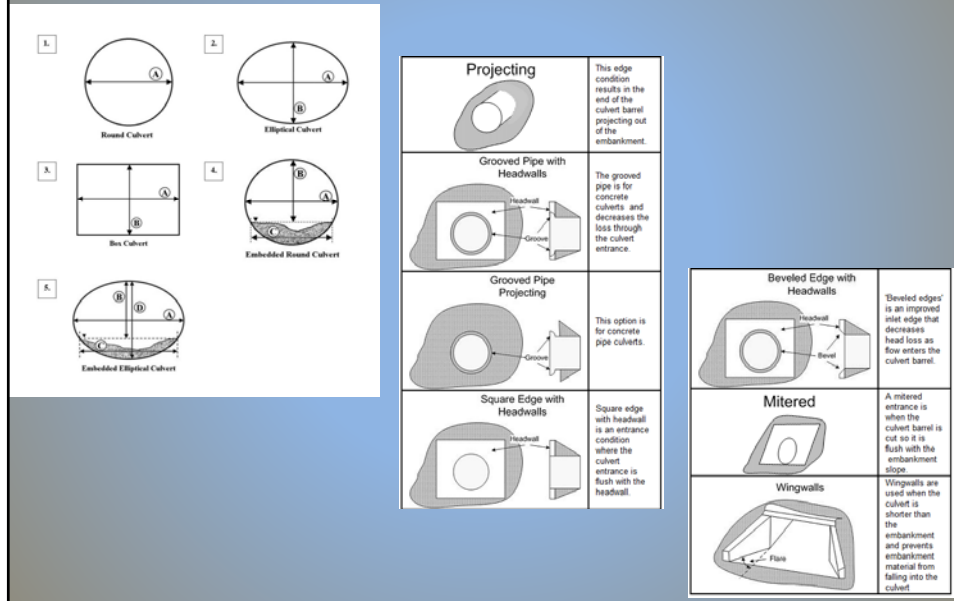 1.
A
Round Culvert
2.
A
B
Elliptical Culvert
3.
A
B
Box Culvert
4.
B
A
C
Embedded Round Culvert
5.
B
D
A
C
Embedded Elliptical Culvert
Projecting
This edge
condition
results in the
end of the
culvert barrel
projecting out
of the
embankment.
Grooved Pipe with
Headwalls
Headwall
Groove
The grooved
pipe is for
concrete
culverts and
decreases the
loss through
the culvert
entrance.
Grooved Pipe
Projecting
Groove
This option is
for concrete
pipe culverts.
Square Edge with
Headwalls
Headwall
Square edge
with headwall
is an entrance
condition
where the
culvert
entrance is
flush with the
headwall.
Beveled Edge with
Headwalls
Headwall
Bevel
'Beveled edges'
is an improved
inlet edge that
decreases
head loss as
flow enters the
culvert barrel.
Mitered
A mitered
entrance is
when the
culvert barrel is
cut so it is
flush with the
embankment
slope.
Wingwalls
Flare
Wingwalls are
used when the
culvert is
shorter than
the
embankment
and prevents
embankment
material from
falling into the
culvert